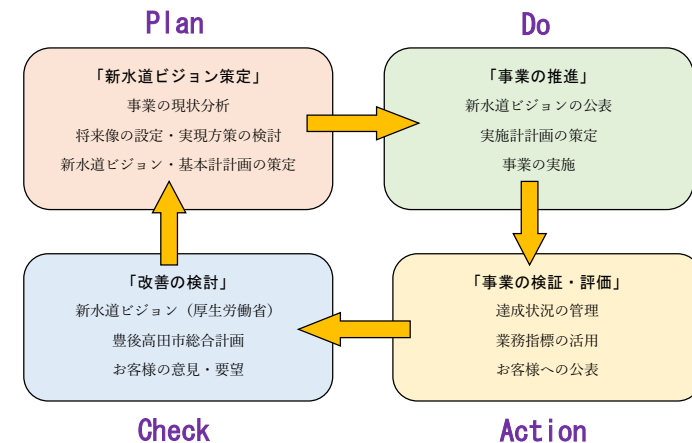 Plan
「新水道ビジョン策定」
事業の現状分析
将来像の設定・実現方策の検討
新水道ビジョン・基本計計画の策定
Do
「事業の推進」
新水道ビジョンの公表
実施計計画の策定
事業の実施
「改善の検討」
新水道ビジョン（厚生労働省）
豊後高田市総合計画
お客様の意見・要望
Check
「事業の検証・評価」
達成状況の管理
業務指標の活用
お客様への公表
Action